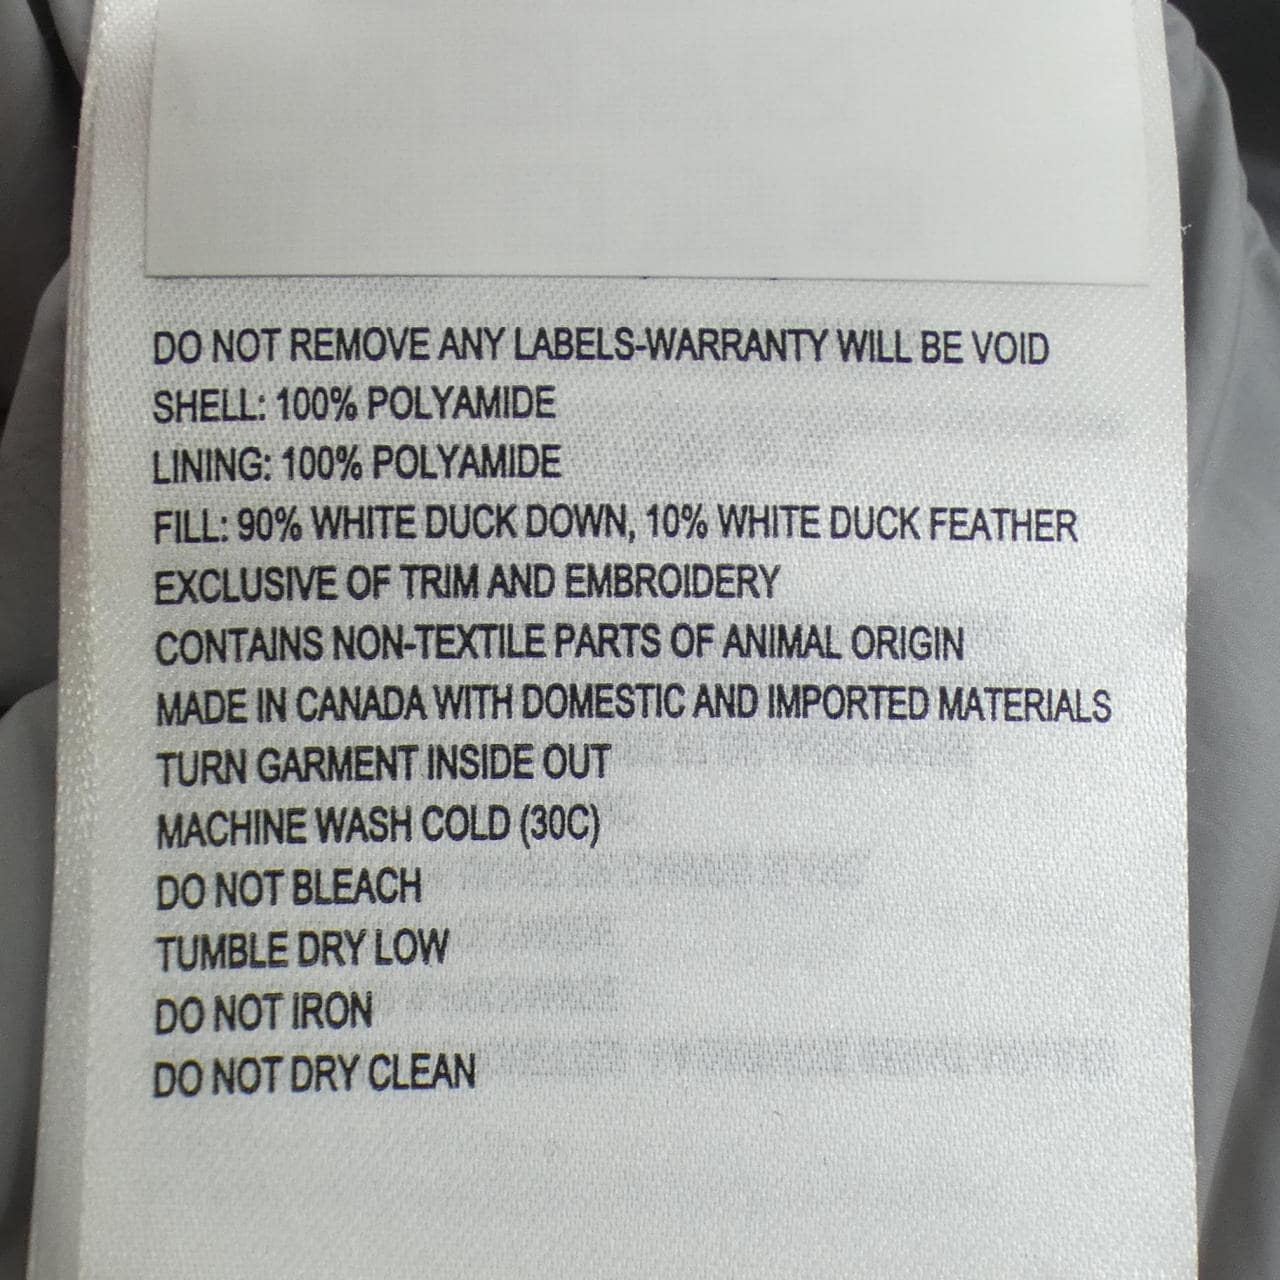 DO NOT REMOVE ANY LABELS-WARRANTY WILL BE VOID
SHELL: 100% POLYAMIDE
LINING: 100% POLYAMIDE
FILL: 90% WHITE DUCK DOWN, 10% WHITE DUCK FEATHER
EXCLUSIVE OF TRIM AND EMBROIDERY
CONTAINS NON-TEXTILE PARTS OF ANIMAL ORIGIN
MADE IN CANADA WITH DOMESTIC AND IMPORTED MATERIALS
TURN GARMENT INSIDE OUT
MACHINE WASH COLD (30C)
DO NOT BLEACH
TUMBLE DRY LOW
DO NOT IRON
DO NOT DRY CLEAN